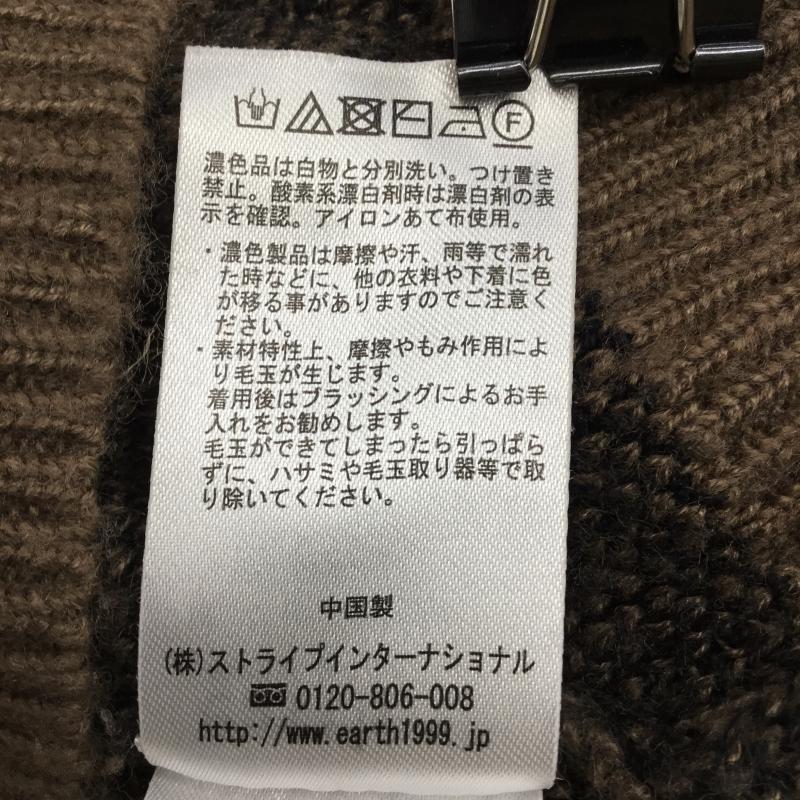 F
濃色品は白物と分別洗い。つけ置き
禁止。酸素系漂白剤時は漂白剤の表
示を確認。アイロンあて布使用。
・濃色製品は摩擦や汗、雨等で濡れ
た時などに、他の衣料や下着に色
が移る事がありますのでご注意く
ださい。
・素材特性上、摩擦やもみ作用によ
り毛玉が生じます。
着用後はブラッシングによるお手
入れをお勧めします。
毛玉ができてしまったら引っぱら
ずに、ハサミや毛玉取り器等で取
り除いてください。
中国製
(株)ストライプインターナショナル
0120-806-008
http://www.earth1999.jp